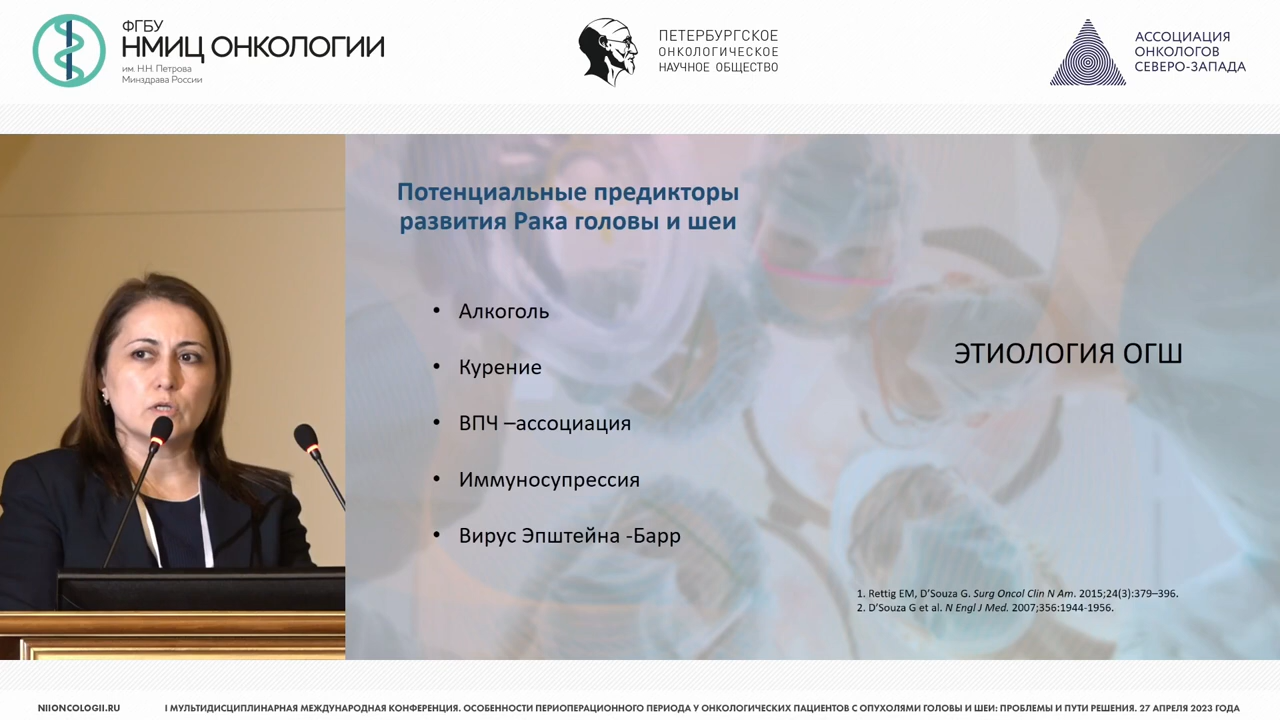 ФГБУ
НМИЦ ОНКОЛОГИИ
им. Н.Н. Петрова
Минздрава России
ПЕТЕРБУРГСКОЕ
ОНКОЛОГИЧЕСКОЕ
НАУЧНОЕ ОБЩЕСТВО
АССОЦИАЦИЯ
ОНКОЛОГОВ
СЕВЕРО-ЗАПАДА
Потенциальные предикторы
развития Рака головы и шеи
• Алкоголь
• Курение
• ВПЧ –ассоциация
• Иммуносупрессия
• Вирус Эпштейна -Барр
ЭТИОЛОГИЯ ОГШ
1. Rettig EM, D’Souza G. Surg Oncol Clin N Am. 2015;24(3):379–396.
2. D’Souza G et al. N Engl J Med. 2007;356:1944-1956.
NIIONCOLOGII.RU
I МУЛЬТИДИСЦИПЛИНАРНАЯ МЕЖДУНАРОДНАЯ КОНФЕРЕНЦИЯ. ОСОБЕННОСТИ ПЕРИОПЕРАЦИОННОГО ПЕРИОДА У ОНКОЛОГИЧЕСКИХ ПАЦИЕНТОВ С ОПУХОЛЯМИ ГОЛОВЫ И ШЕИ: ПРОБЛЕМЫ И ПУТИ РЕШЕНИЯ. 27 АПРЕЛЯ 2023 ГОДА